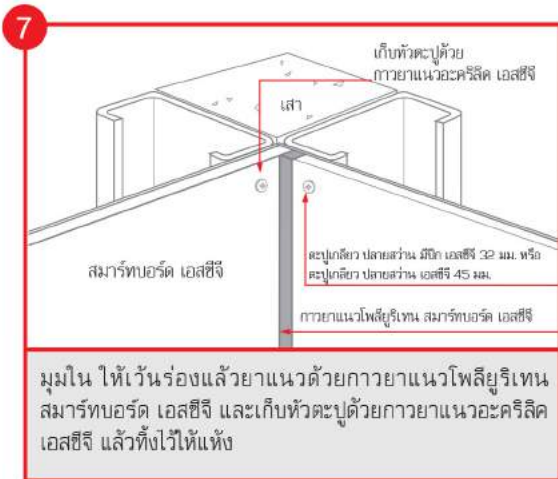 7
เก็บหัวตะปูด้วย
กาวยาแนวอะคริลิค เอสซีจี
เสา
สมาร์ทบอร์ด เอสซีจี
ตะปูเกลียว ปลายสว่าน มีปีก เอสซีจี 32 มม. หรือ
ตะปูเกลียว ปลายสว่าน เอสซีจี 45 มม.
กาวยาแนวโพลียูริเทน สมาร์ทบอร์ด เอสซีจี
มุมใน ให้เว้นร่องแล้วยาแนวด้วยกาวยาแนวโพลียูริเทน
สมาร์ทบอร์ด เอสซีจี และเก็บหัวตะปูด้วยกาวยาแนวอะคริลิค
เอสซีจี แล้วทิ้งไว้ให้แห้ง